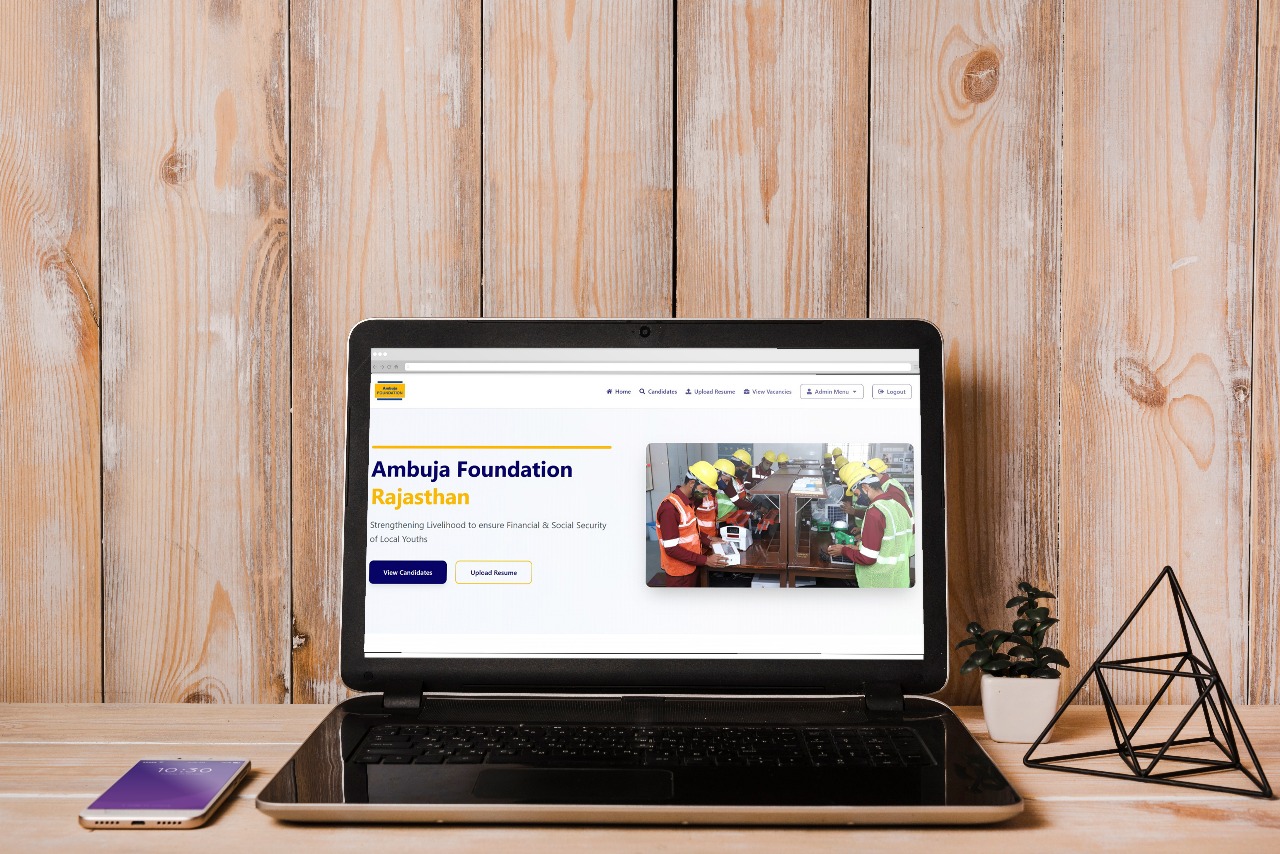 Ambuja
FOUNDATION
Home
Candidates
Upload Resume
View Vacancies
Admin Menu
Logout
Ambuja Foundation
Rajasthan
Strengthening Livelihood to ensure Financial & Social Security
of Local Youths
View Candidates
Upload Resume
10:30